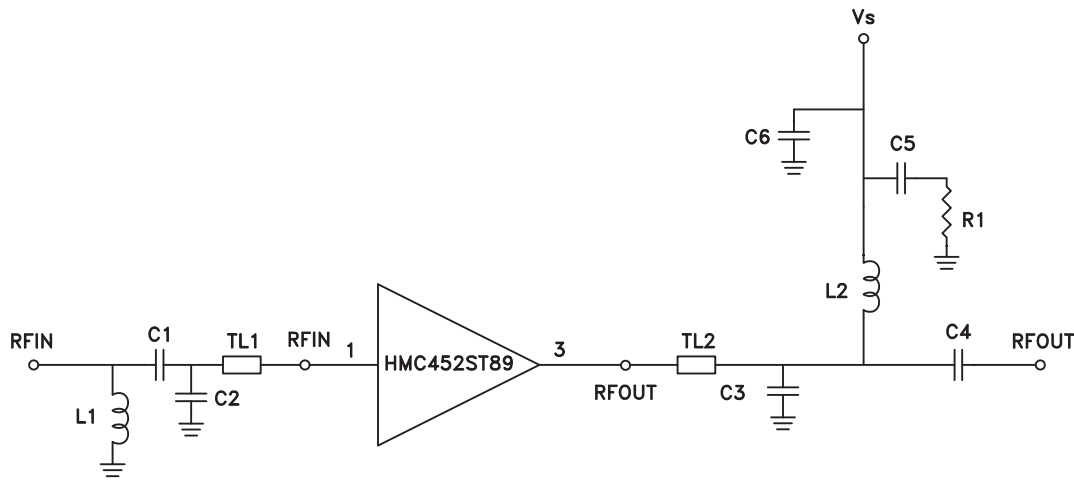 Vs
C6
C5
R1
L2
RFIN
C1
TL1
RFIN
1
HMC452ST89
3
RFOUT
TL2
C3
C4
RFOUT
L1
C2